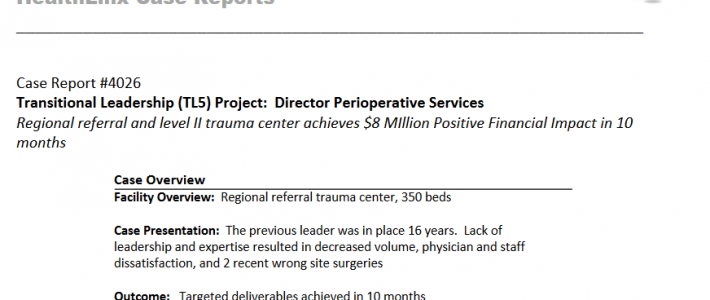 HealthLinx Case Reports
Case Report #4026
Transitional Leadership (TL5) Project:  Director Perioperative Services
Regional referral and level II trauma center achieves $8 MIllion Positive Financial Impact in 10
months
Case Overview
Facility Overview:  Regional referral trauma center, 350 beds
Case Presentation:  The previous leader was in place 16 years.  Lack of
leadership and expertise resulted in decreased volume, physician and staff
dissatisfaction, and 2 recent wrong site surgeries
Outcome:  Targeted deliverables achieved in 10 months